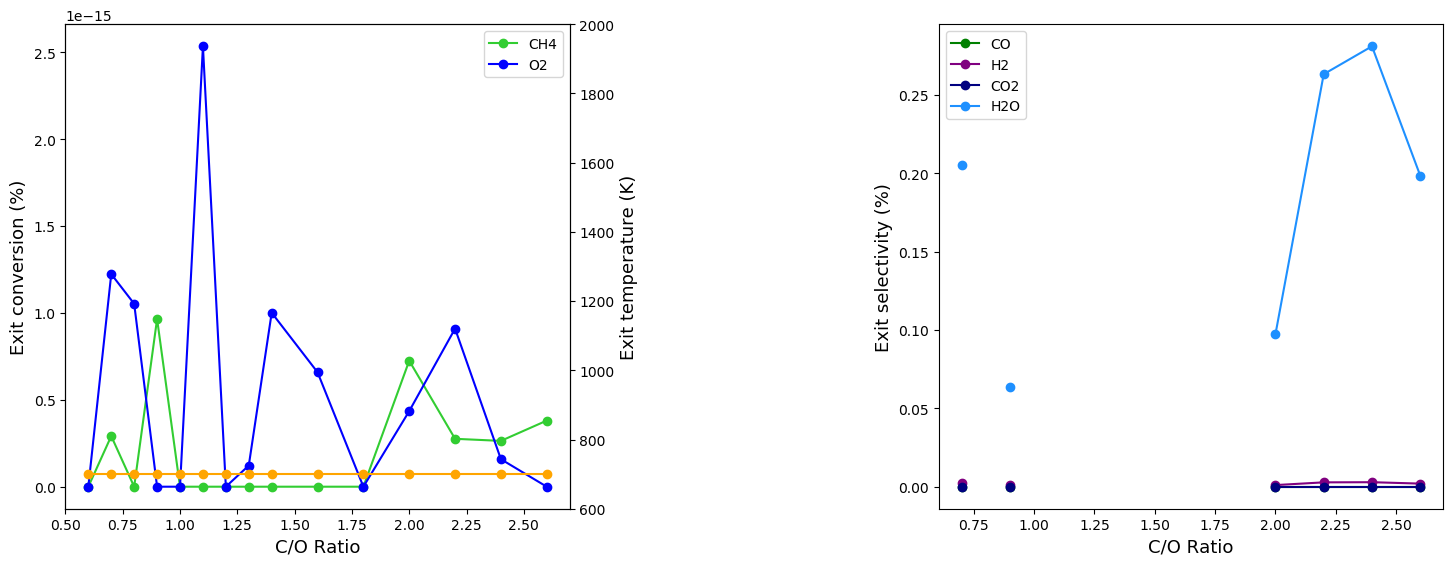 1e−15
Exit conversion (%)
2.5
2.0
1.5
1.0
0.5
0.0
0.50 0.75 1.00 1.25 1.50 1.75 2.00 2.25 2.50
C/O Ratio
CH4
O2
2000
1800
1600
1400
1200
1000
800
600
Exit temperature (K)
Exit selectivity (%)
0.25
0.20
0.15
0.10
0.05
0.00
0.75 1.00 1.25 1.50 1.75 2.00 2.25 2.50
C/O Ratio
CO
H2
CO2
H2O